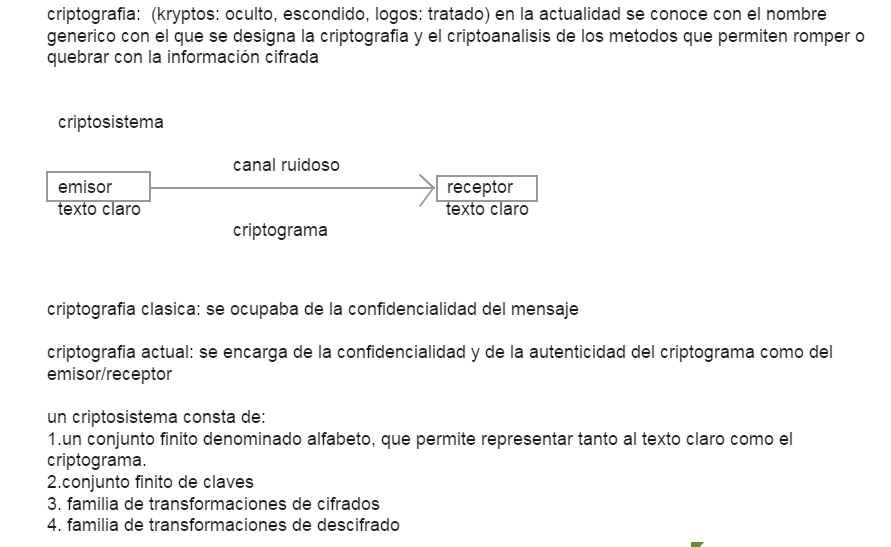 criptografia:  (kryptos: oculto, escondido, logos: tratado) en la actualidad se conoce con el nombre
generico con el que se designa la criptografia y el criptoanalisis de los metodos que permiten romper o
quebrar con la información cifrada
criptosistema
canal ruidoso
emisor
receptor
texto claro
texto claro
criptograma
criptografia clasica: se ocupaba de la confidencialidad del mensaje
criptografia actual: se encarga de la confidencialidad y de la autenticidad del criptograma como del
emisor/receptor
un criptosistema consta de:
1.un conjunto finito denominado alfabeto, que permite representar tanto al texto claro como el
criptograma.
2.conjunto finito de claves
3. familia de transformaciones de cifrados
4. familia de transformaciones de descifrado